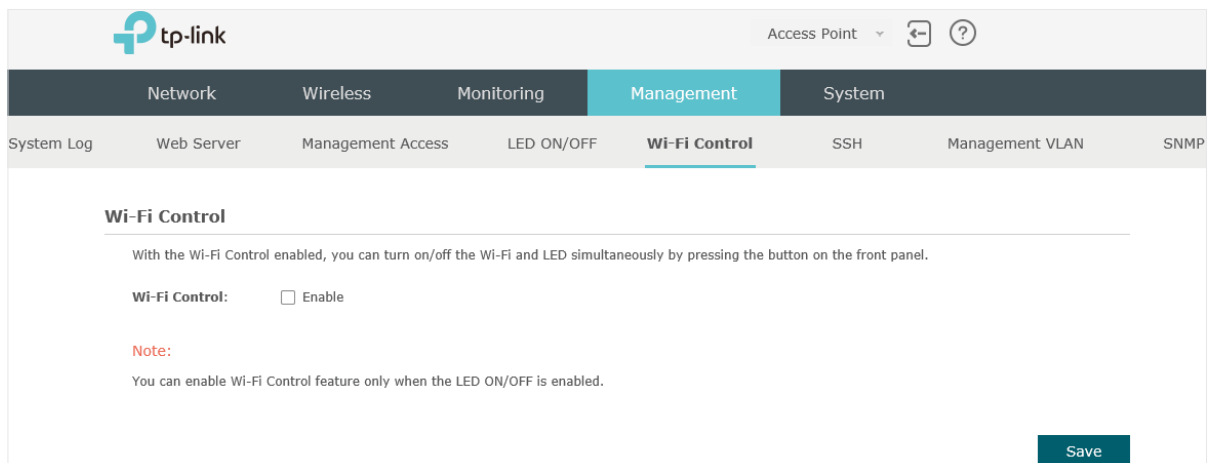 tp-link
Access Point
?
Network Wireless Monitoring Management System
System Log Web Server Management Access LED ON/OFF Wi-Fi Control SSH Management VLAN SNMP
Wi-Fi Control
With the Wi-Fi Control enabled, you can turn on/off the Wi-Fi and LED simultaneously by pressing the button on the front panel.
Wi-Fi Control: Enable
Note:
You can enable Wi-Fi Control feature only when the LED ON/OFF is enabled.
Save